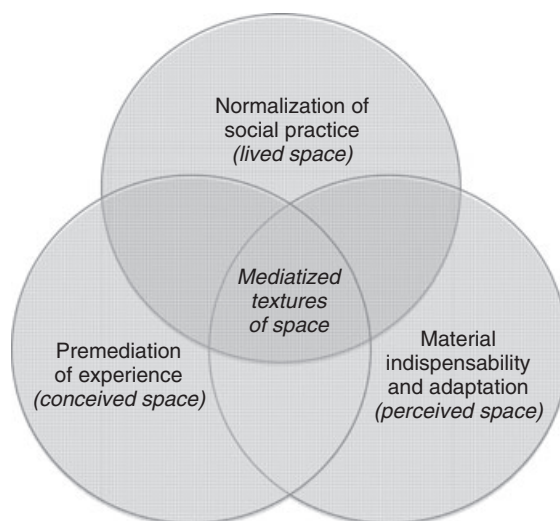 Normalization of
social practice
(lived space)
Mediatized
textures
of space
Premediation
of experience
(conceived space)
Material
indispensability
and adaptation
(perceived space)